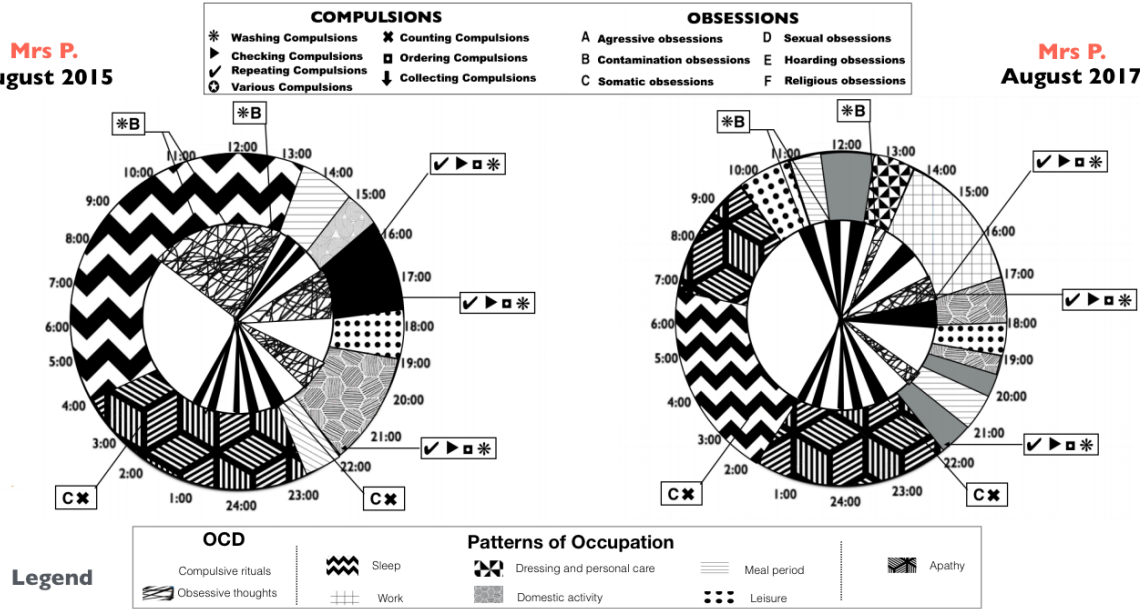 COMPULSIONS
OBSESSIONS
Washing Compulsions
Counting Compulsions
A Agressive obsessions
D Sexual obsessions
Checking Compulsions
Ordering Compulsions
B Contamination obsessions
E Hoarding obsessions
Repeating Compulsions
Collecting Compulsions
C Somatic obsessions
F Religious obsessions
Various Compulsions
Mrs P.
ugust 2015
Mrs P.
August 2017
B
B
12:00
13:00
14:00
15:00
16:00
17:00
18:00
19:00
20:00
21:00
22:00
23:00
24:00
1:00
2:00
3:00
4:00
5:00
6:00
7:00
8:00
9:00
10:00
11:00
C
C
B
B
12:00
13:00
14:00
15:00
16:00
17:00
18:00
19:00
20:00
21:00
22:00
23:00
24:00
1:00
2:00
3:00
4:00
5:00
6:00
7:00
8:00
9:00
10:00
11:00
C
C
Legend
OCD
Patterns of Occupation
Compulsive rituals
Obsessive thoughts
Sleep
Work
Dressing and personal care
Domestic activity
Meal period
Leisure
Apathy